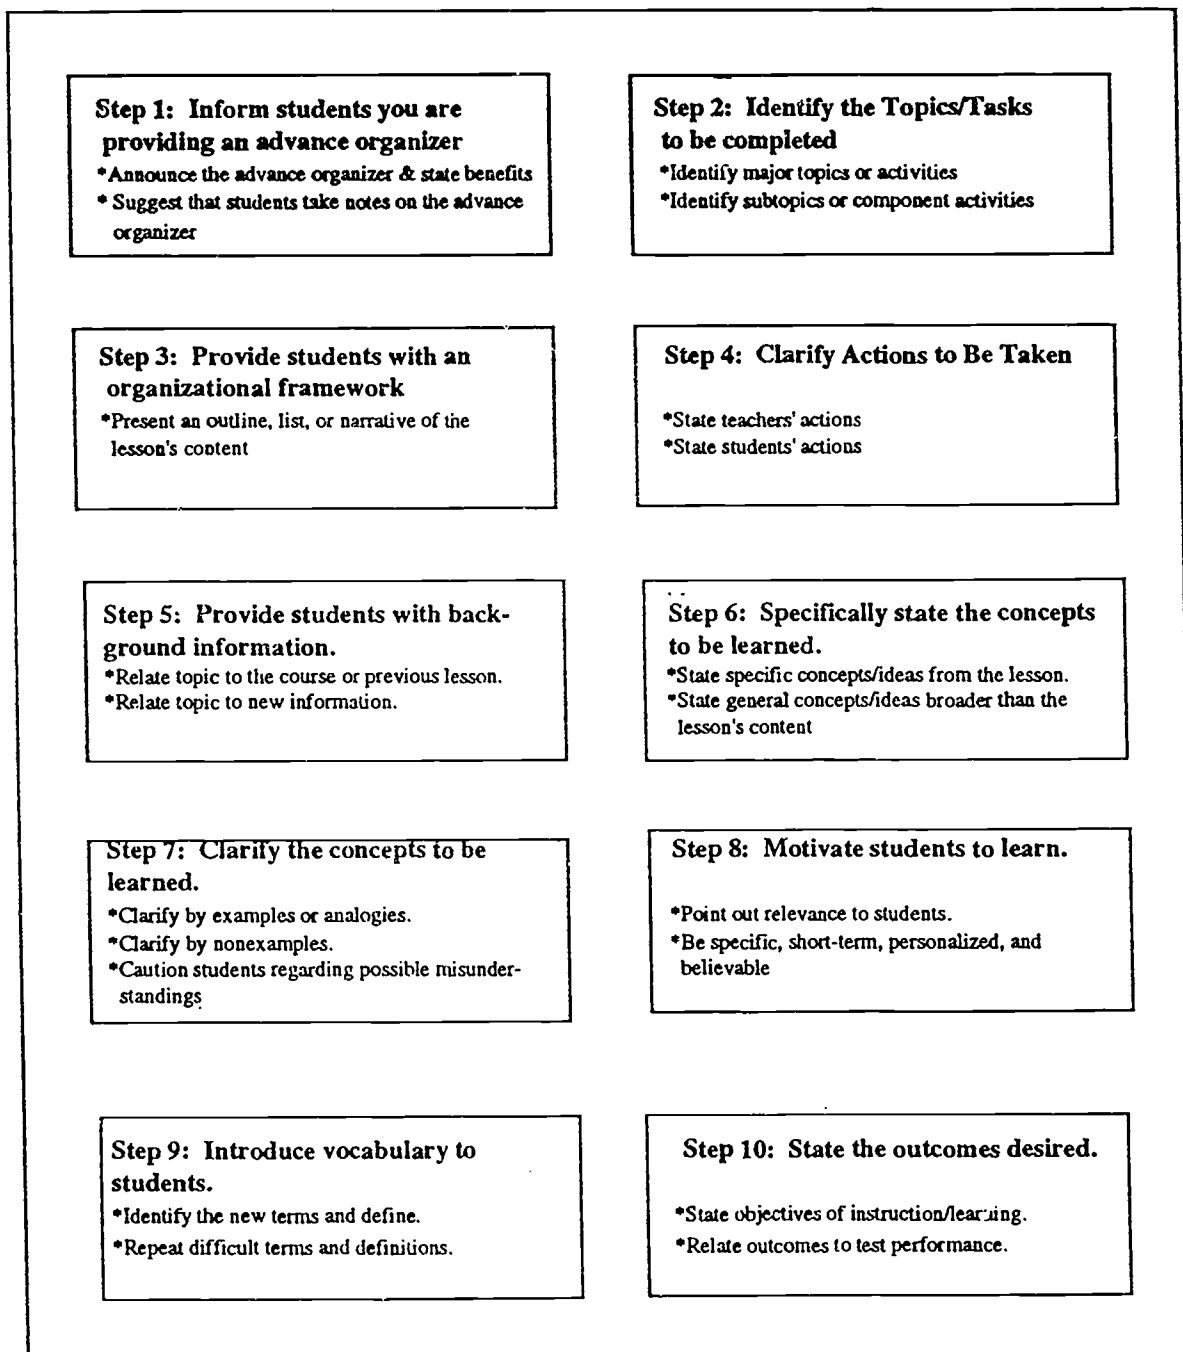 Step 1: Inform students you are
providing an advance organizer
*Announce the advance organizer & state benefits
* Suggest that students take notes on the advance
organizer
Step 2: Identify the Topics/Tasks
to be completed
*Identify major topics or activities
*Identify subtopics or component activities
Step 3: Provide students with an
organizational framework
*Present an outline, list, or narrative of the
lesson's content
Step 4: Clarify Actions to Be Taken
*State teachers' actions
*State students' actions
Step 5: Provide students with back-
ground information.
*Relate topic to the course or previous lesson.
*Relate topic to new information.
Step 6: Specifically state the concepts
to be learned.
*State specific concepts/ideas from the lesson.
*State general concepts/ideas broader than the
lesson's content
Step 7: Clarify the concepts to be
learned.
*Clarify by examples or analogies.
*Clarify by nonexamples.
*Caution students regarding possible misunder-
standings
Step 8: Motivate students to learn.
*Point out relevance to students.
*Be specific, short-term, personalized, and
believable
Step 9: Introduce vocabulary to
students.
*Identify the new terms and define.
*Repeat difficult terms and definitions.
Step 10: State the outcomes desired.
*State objectives of instruction/learning.
*Relate outcomes to test performance.